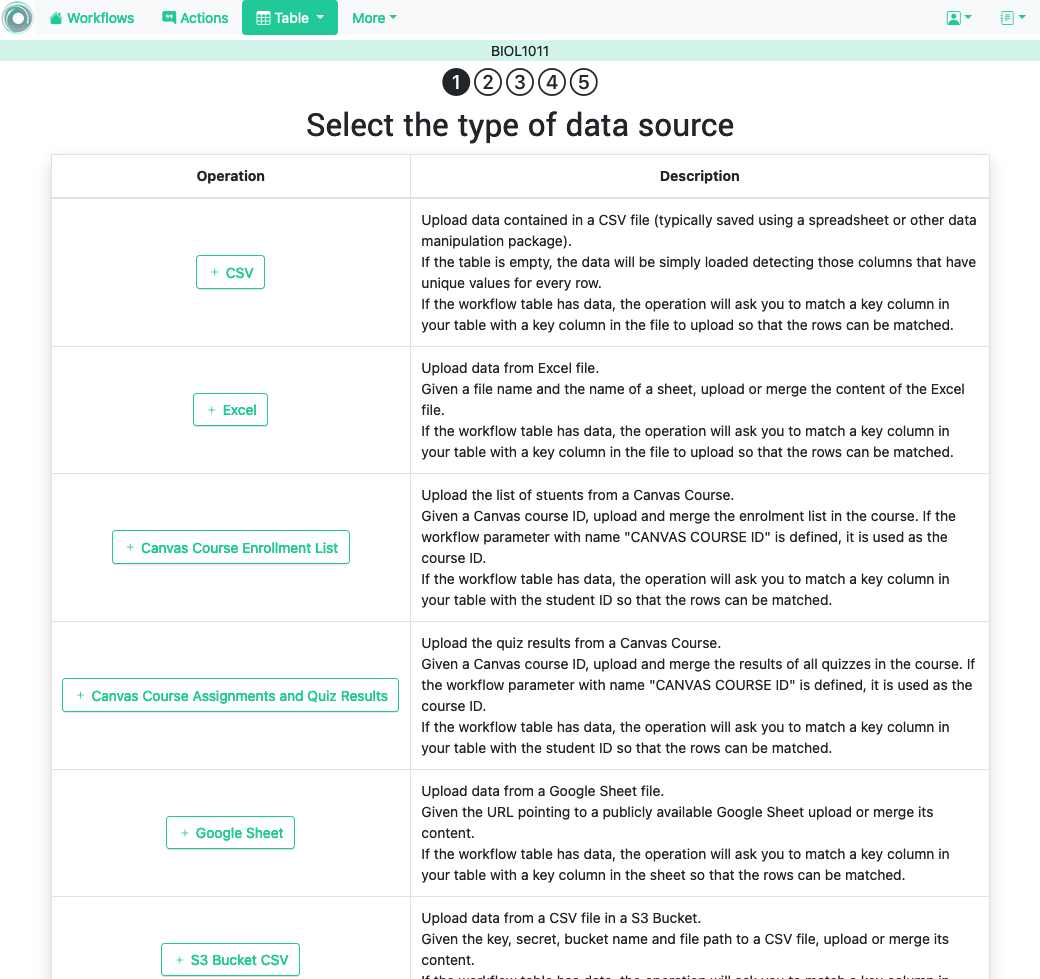 Workflows Actions Table More
BIOL1011
1 2 3 4 5
Select the type of data source
Operation Description
Upload data contained in a CSV file (typically saved using a spreadsheet or other data
manipulation package).
If the table is empty, the data will be simply loaded detecting those columns that have
+ CSV
unique values for every row.
If the workflow table has data, the operation will ask you to match a key column in
your table with a key column in the file to upload so that the rows can be matched.
Upload data from Excel file.
Given a file name and the name of a sheet, upload or merge the content of the Excel
+ Excel
file.
If the workflow table has data, the operation will ask you to match a key column in
your table with a key column in the file to upload so that the rows can be matched.
Upload the list of stuents from a Canvas Course.
Given a Canvas course ID, upload and merge the enrolment list in the course. If the
workflow parameter with name "CANVAS COURSE ID" is defined, it is used as the
+ Canvas Course Enrollment List
course ID.
If the workflow table has data, the operation will ask you to match a key column in
your table with the student ID so that the rows can be matched.
Upload the quiz results from a Canvas Course.
Given a Canvas course ID, upload and merge the results of all quizzes in the course. If
the workflow parameter with name "CANVAS COURSE ID" is defined, it is used as the
+ Canvas Course Assignments and Quiz Results
course ID.
If the workflow table has data, the operation will ask you to match a key column in
your table with the student ID so that the rows can be matched.
Upload data from a Google Sheet file.
Given the URL pointing to a publicly available Google Sheet upload or merge its
+ Google Sheet
content.
If the workflow table has data, the operation will ask you to match a key column in
your table with a key column in the sheet so that the rows can be matched.
Upload data from a CSV file in a S3 Bucket.
Given the key, secret, bucket name and file path to a CSV file, upload or merge its
+ S3 Bucket CSV
content.
If the workflow table has data, the operation will ask you to match a key column in